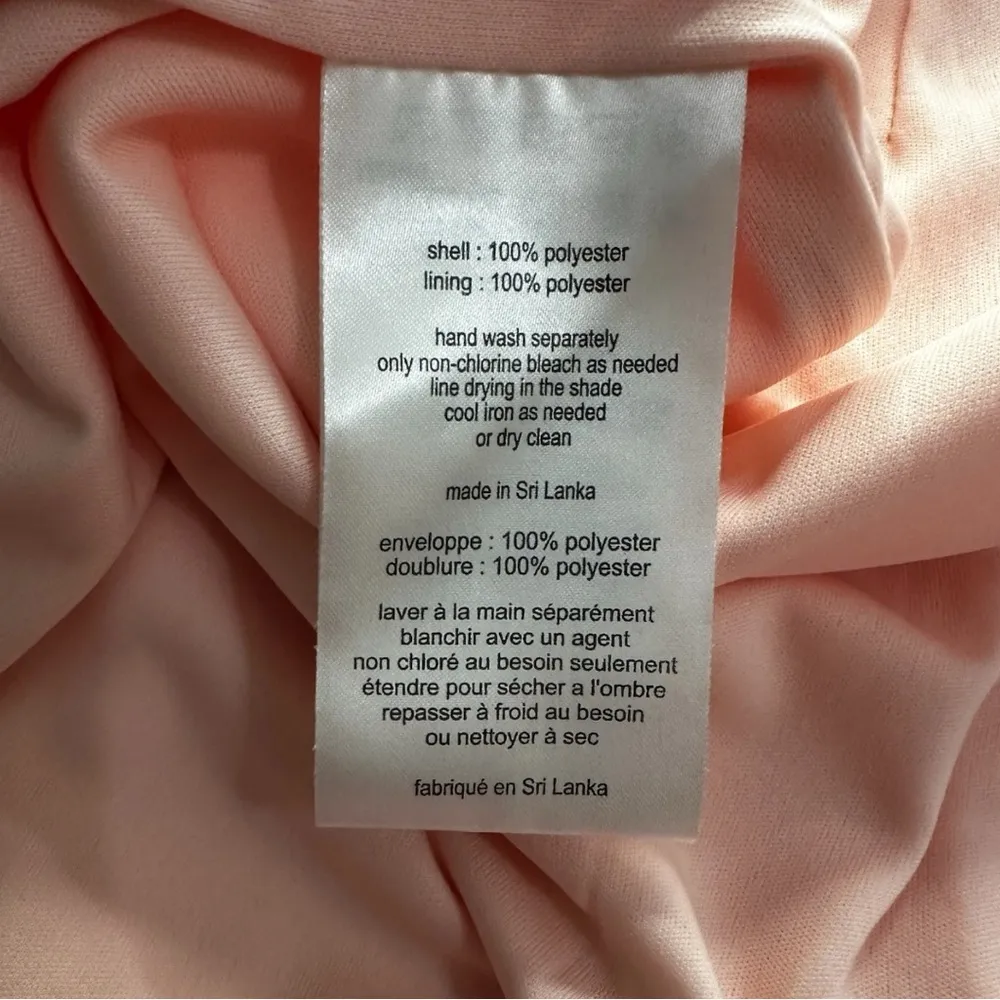 shell : 100% polyester
lining : 100% polyester
hand wash separately
only non-chlorine bleach as needed
line drying in the shade
cool iron as needed
or dry clean
made in Sri Lanka
enveloppe : 100% polyester
doublure : 100% polyester
laver à la main séparément
blanchir avec un agent
non chloré au besoin seulement
étendre pour sécher a l'ombre
repasser à froid au besoin
ou nettoyer à sec
fabriqué en Sri Lanka